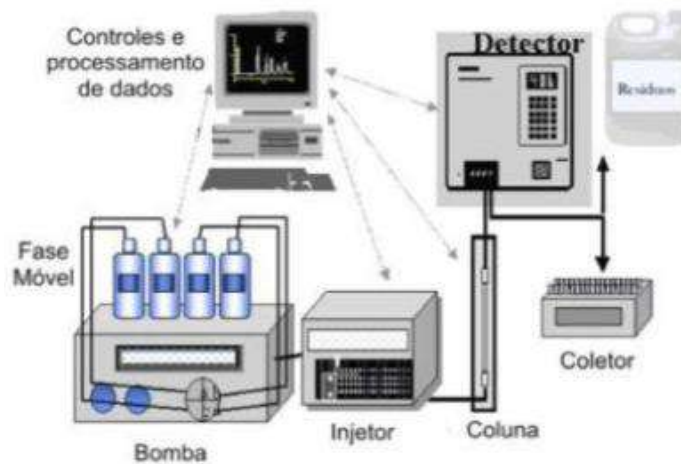 Controles e
processamento
de dados
Detector
Resíduos
Fase
Móvel
Bomba
Injetor
Coluna
Coletor